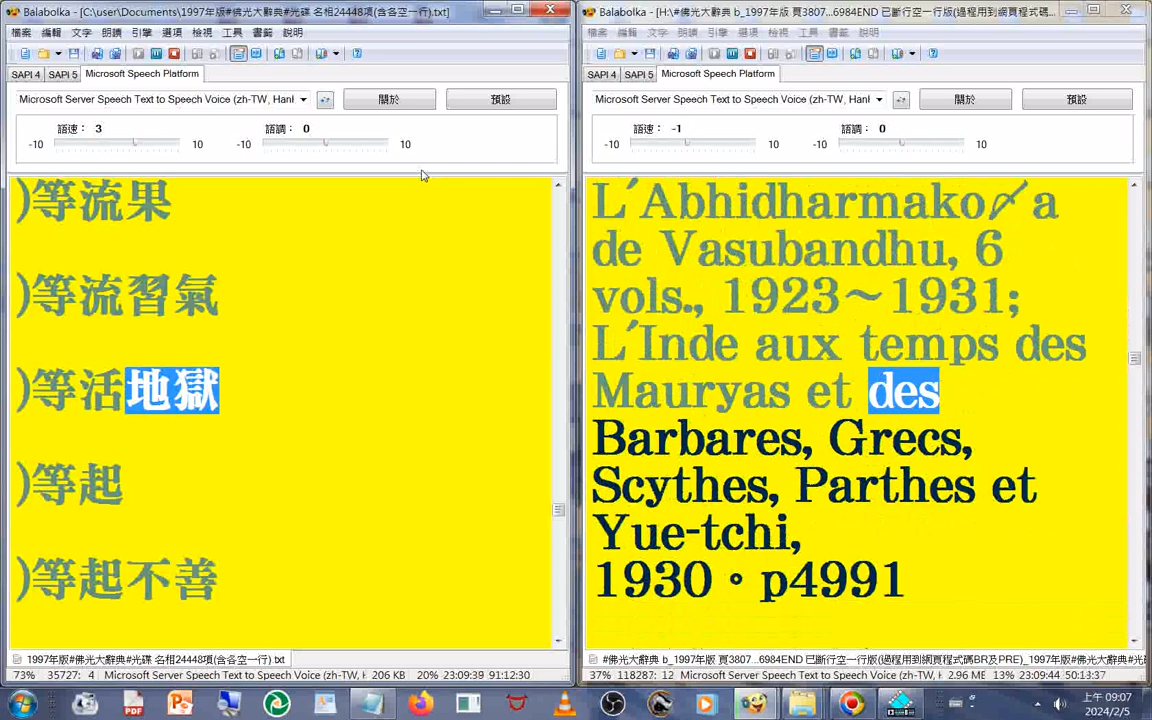 Balabolka - [C:\user\Documents\1997年版#佛光大辭典#光碟 名相24448項(含各空一行).txt]
檔案 編輯 文字 朗讀 引擎 選項 檢視 工具 書籤 說明
SAPI 4 SAPI 5 Microsoft Speech Platform
Microsoft Server Speech Text to Speech Voice (zh-TW, Hanl
關於 預設
語速： 3 語調： 0
-10 10 -10 10
)等流果
)等流習氣
)等活地獄
)等起
)等起不善
1997年版#佛光大辭典#光碟 名相24448項(含各空一行).txt
73% 35727: 4 Microsoft Server Speech Text to Speech Voice (zh-TW, 206 KB 20% 23:09:39 91:12:30
Balabolka - [H:\#佛光大辭典 b_1997年版 頁3807...6984END 已斷行空一行版(過程用到網頁程式碼...
檔案 編輯 文字 朗讀 引擎 選項 檢視 工具 書籤 說明
SAPI 4 SAPI 5 Microsoft Speech Platform
Microsoft Server Speech Text to Speech Voice (zh-TW, Hanl
關於 預設
語速： -1 語調： 0
-10 10 -10 10
L´Abhidharmako〆a
de Vasubandhu, 6
vols., 1923～1931;
L´Inde aux temps des
Mauryas et des
Barbares, Grecs,
Scythes, Parthes et
Yue-tchi,
1930。p4991
#佛光大辭典 b_1997年版 頁3807...6984END 已斷行空一行版(過程用到網頁程式碼BR及PRE)_1997年版#光
37% 118287: 12 Microsoft Server Speech Text to Speech Voice (zh-TW, 2.96 MB 13% 23:09:44 50:13:37
上午 09:07
2024/2/5